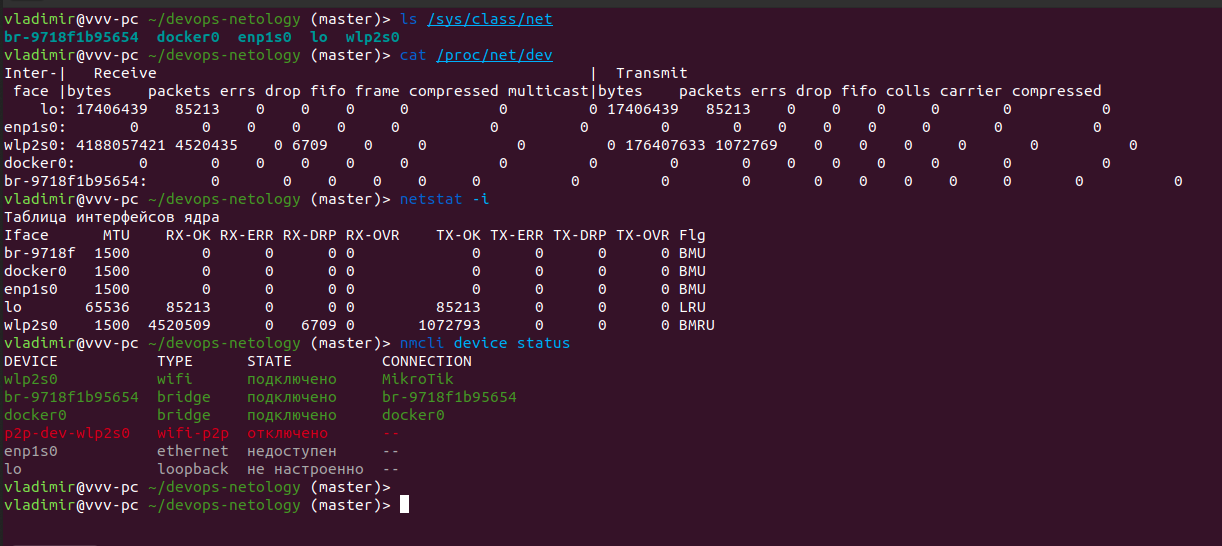 vladimir@vvv-pc ~/devops-netology (master)> ls /sys/class/net
br-9718f1b95654  docker0  enp1s0  lo  wlp2s0
vladimir@vvv-pc ~/devops-netology (master)> cat /proc/net/dev
Inter-|   Receive                                                |  Transmit
 face |bytes    packets errs drop fifo frame compressed multicast|bytes    packets errs drop fifo colls carrier compressed
    lo: 17406439   85213    0    0    0     0          0         0 17406439   85213    0    0    0     0       0          0
enp1s0:       0       0    0    0    0     0          0         0        0       0    0    0    0     0       0          0
wlp2s0: 4188057421 4520435    0 6709    0     0          0         0 176407633 1072769    0    0    0     0       0          0
docker0:       0       0    0    0    0     0          0         0        0       0    0    0    0     0       0          0
br-9718f1b95654:       0       0    0    0    0     0          0         0        0       0    0    0    0     0       0          0
vladimir@vvv-pc ~/devops-netology (master)> netstat -i
Таблица интерфейсов ядра
Iface      MTU    RX-OK RX-ERR RX-DRP RX-OVR    TX-OK TX-ERR TX-DRP TX-OVR Flg
br-9718f  1500        0      0      0 0             0      0      0      0 BMU
docker0   1500        0      0      0 0             0      0      0      0 BMU
enp1s0    1500        0      0      0 0             0      0      0      0 BMU
lo       65536    85213      0      0 0         85213      0      0      0 LRU
wlp2s0    1500  4520509      0   6709 0       1072793      0      0      0 BMRU
vladimir@vvv-pc ~/devops-netology (master)> nmcli device status
DEVICE           TYPE      STATE         CONNECTION
wlp2s0           wifi      подключено    MikroTik
br-9718f1b95654  bridge    подключено    br-9718f1b95654
docker0          bridge    подключено    docker0
p2p-dev-wlp2s0   wifi-p2p  отключено     --
enp1s0           ethernet  недоступен    --
lo               loopback  не настроенно  --
vladimir@vvv-pc ~/devops-netology (master)>
vladimir@vvv-pc ~/devops-netology (master)>